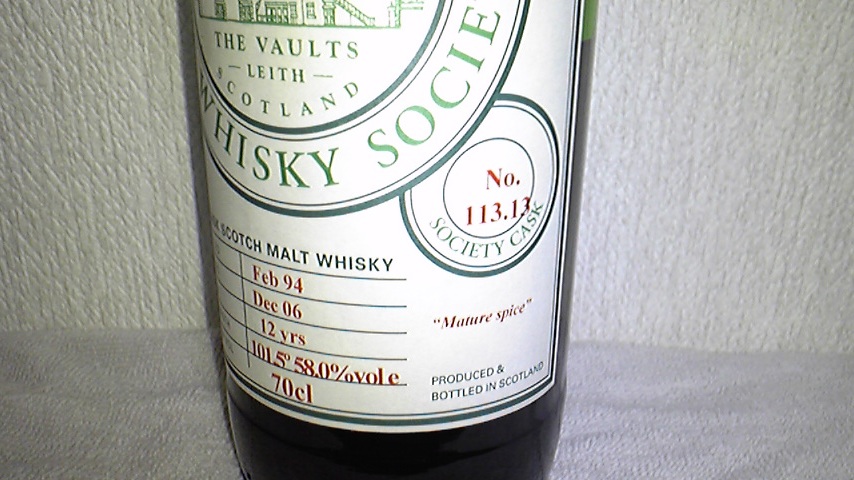 THE VAULTS
— LEITH —
SCOTLAND
WHISKY SOCIE
No.
113.13
SOCIETY CASK
SCOTCH MALT WHISKY
Feb 94
Dec 06
12 yrs
101.5° 58.0%vol e
70cl
"Mature spice"
PRODUCED &
BOTTLED IN SCOTLAND